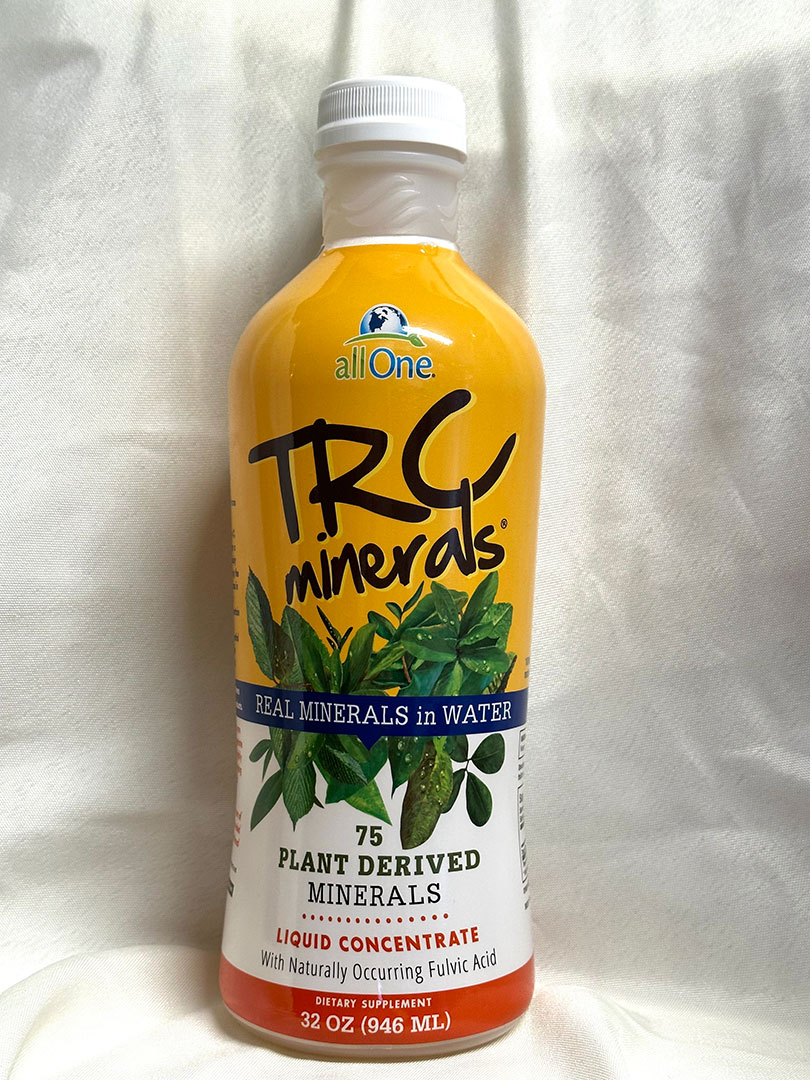 allOne®
TRC
minerals®
REAL MINERALS in WATER
75
PLANT DERIVED
MINERALS
LIQUID CONCENTRATE
With Naturally Occurring Fulvic Acid
DIETARY SUPPLEMENT
32 OZ (946 ML)